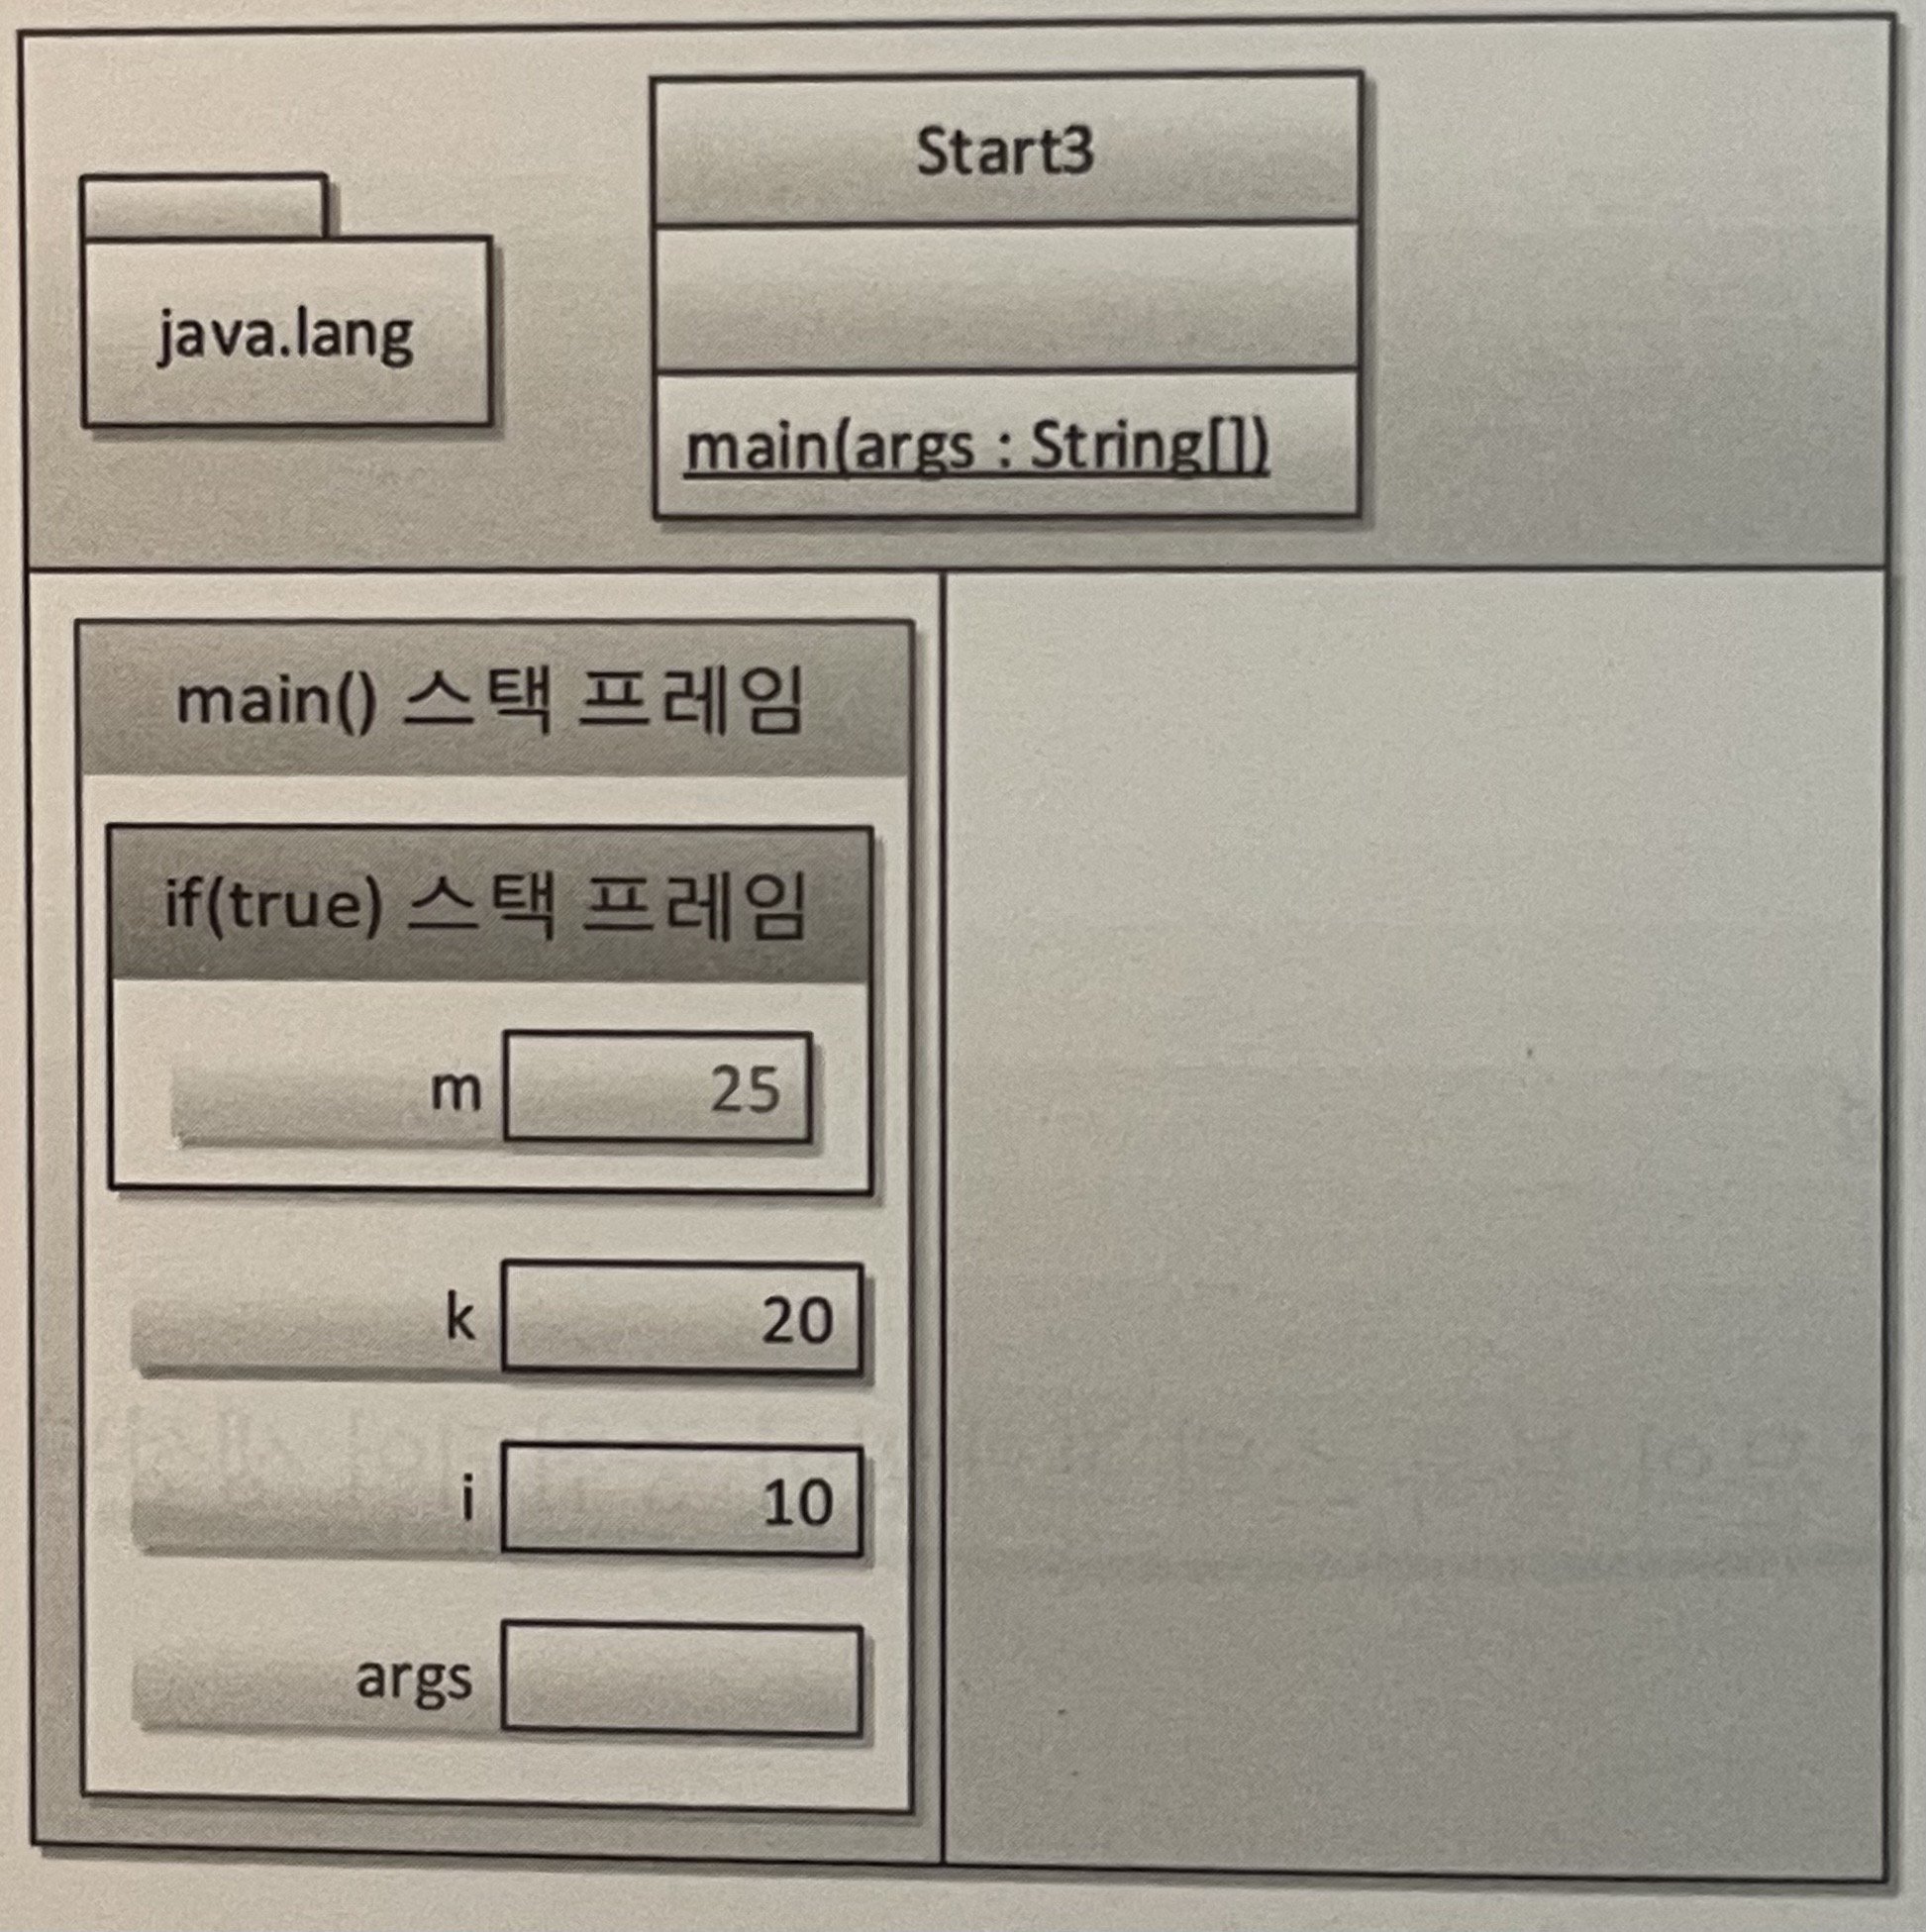 Start3
java.lang
main(args : String[])
main() 스택 프레임
if(true) 스택 프레임
m 25
k 20
i 10
args